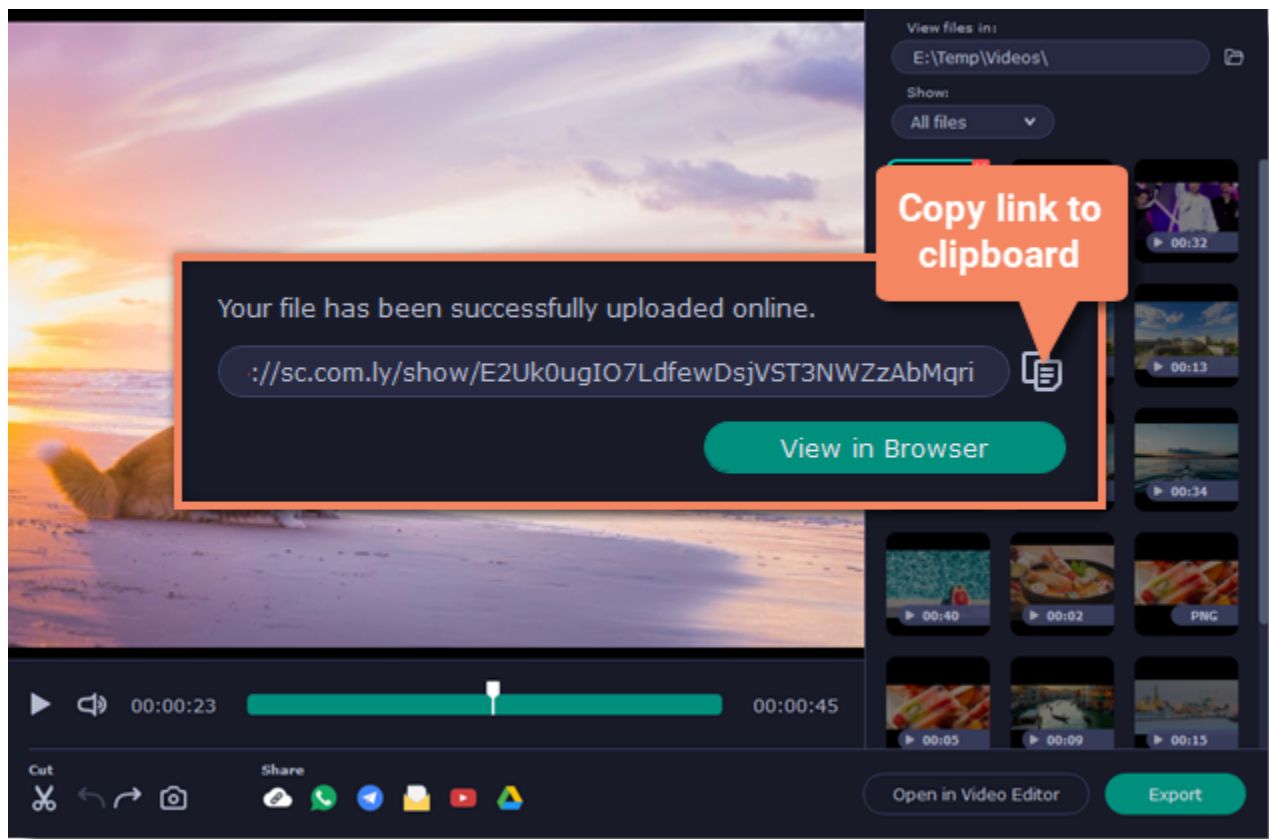 View files in:
E:\Temp\Videos\
Show:
All files
Copy link to
clipboard
00:32
Your file has been successfully uploaded online.
://sc.com.ly/show/E2Uk0ugIO7LdfewDsjVST3NWZzAbMqri
View in Browser
00:13
00:34
00:40
00:02
PNG
00:00:23
00:00:45
00:05
00:09
00:15
Cut
Share
Open in Video Editor
Export